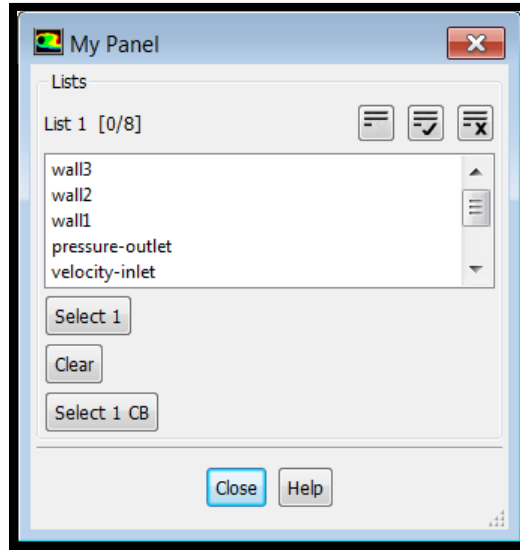 My Panel
Lists
List 1 [0/8]
wall3
wall2
wall1
pressure-outlet
velocity-inlet
Select 1
Clear
Select 1 CB
Close Help